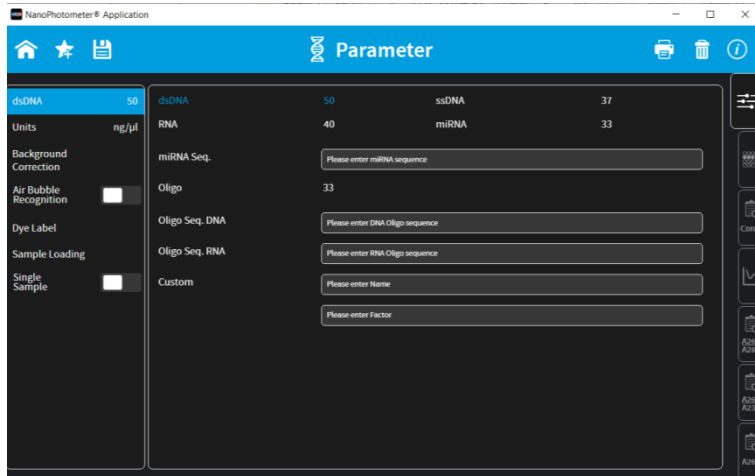 NanoPhotometer® Application
Parameter
dsDNA 50
Units ng/µl
Background
Correction
Air Bubble
Recognition
Dye Label
Sample Loading
Single
Sample
dsDNA 50 ssDNA 37
RNA 40 miRNA 33
miRNA Seq. Please enter miRNA sequence
Oligo 33
Oligo Seq. DNA Please enter DNA Oligo sequence
Oligo Seq. RNA Please enter RNA Oligo sequence
Custom Please enter Name
Please enter Factor